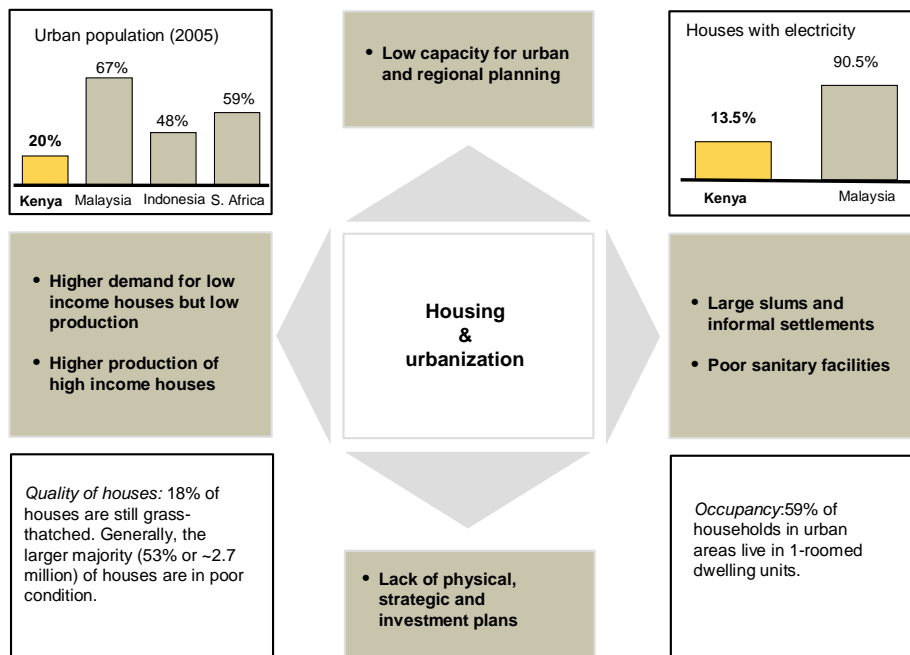 Urban population (2005)
67%
59%
48%
20%
Kenya Malaysia Indonesia S. Africa
• Low capacity for urban
and regional planning
Houses with electricity
90.5%
13.5%
Kenya Malaysia
• Higher demand for low
income houses but low
production
• Higher production of
high income houses
Housing
&
urbanization
• Large slums and
informal settlements
• Poor sanitary facilities
Quality of houses: 18% of
houses are still grass-
thatched. Generally, the
larger majority (53% or ~2.7
million) of houses are in poor
condition.
• Lack of physical,
strategic and
investment plans
Occupancy:59% of
households in urban
areas live in 1-roomed
dwelling units.